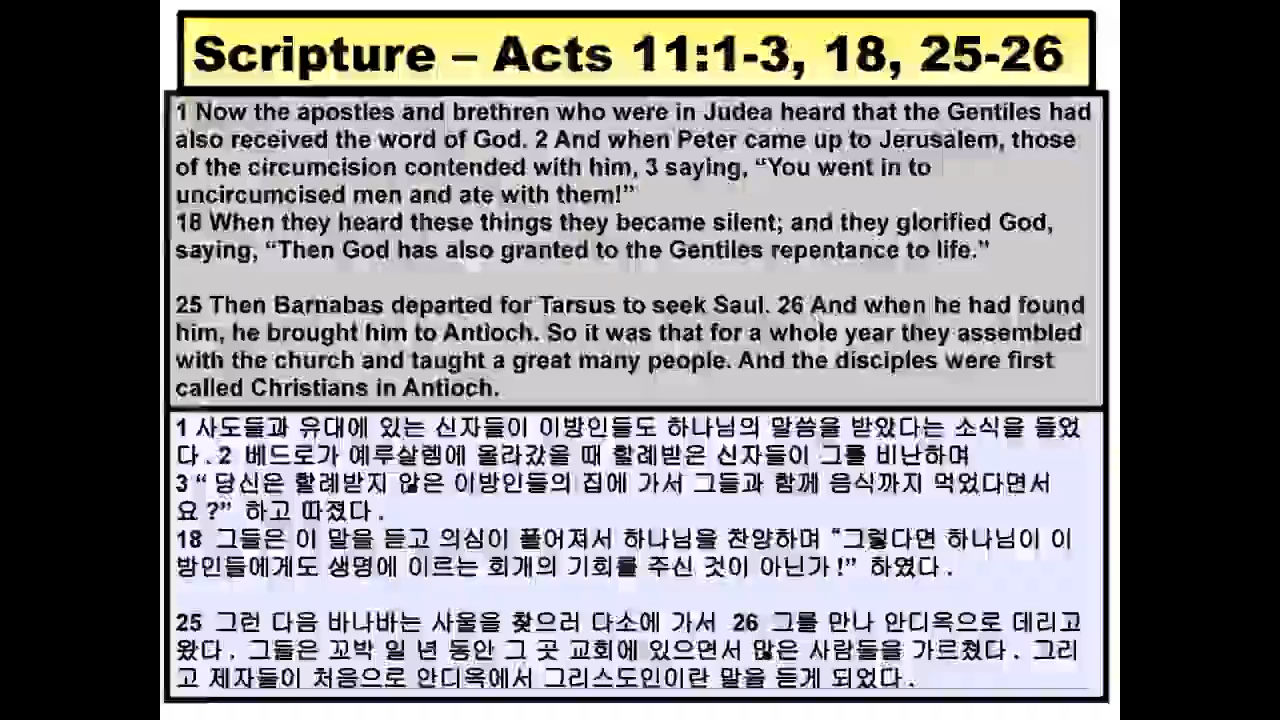 Scripture – Acts 11:1-3, 18, 25-26
1 Now the apostles and brethren who were in Judea heard that the Gentiles had
also received the word of God. 2 And when Peter came up to Jerusalem, those
of the circumcision contended with him, 3 saying, “You went in to
uncircumcised men and ate with them!”
18 When they heard these things they became silent; and they glorified God,
saying, “Then God has also granted to the Gentiles repentance to life.”
25 Then Barnabas departed for Tarsus to seek Saul. 26 And when he had found
him, he brought him to Antioch. So it was that for a whole year they assembled
with the church and taught a great many people. And the disciples were first
called Christians in Antioch.
1 사도들과 유대에 있는 신자들이 이방인들도 하나님의 말씀을 받았다는 소식을 들었
다 . 2 베드로가 예루살렘에 올라갔을 때 할례받은 신자들이 그를 비난하며
3 “ 당신은 할례받지 않은 이방인들의 집에 가서 그들과 함께 음식까지 먹었다면서
요 ?” 하고 따졌다 .
18 그들은 이 말을 듣고 의심이 풀어져서 하나님을 찬양하며 “그렇다면 하나님이 이
방인들에게도 생명에 이르는 회개의 기회를 주신 것이 아닌가 !” 하였다 .
25 그런 다음 바나바는 사울을 찾으러 다소에 가서 26 그를 만나 안디옥으로 데리고
왔다 . 그들은 꼬박 일 년 동안 그 곳 교회에 있으면서 많은 사람들을 가르쳤다 . 그리
고 제자들이 처음으로 안디옥에서 그리스도인이란 말을 듣게 되었다 .